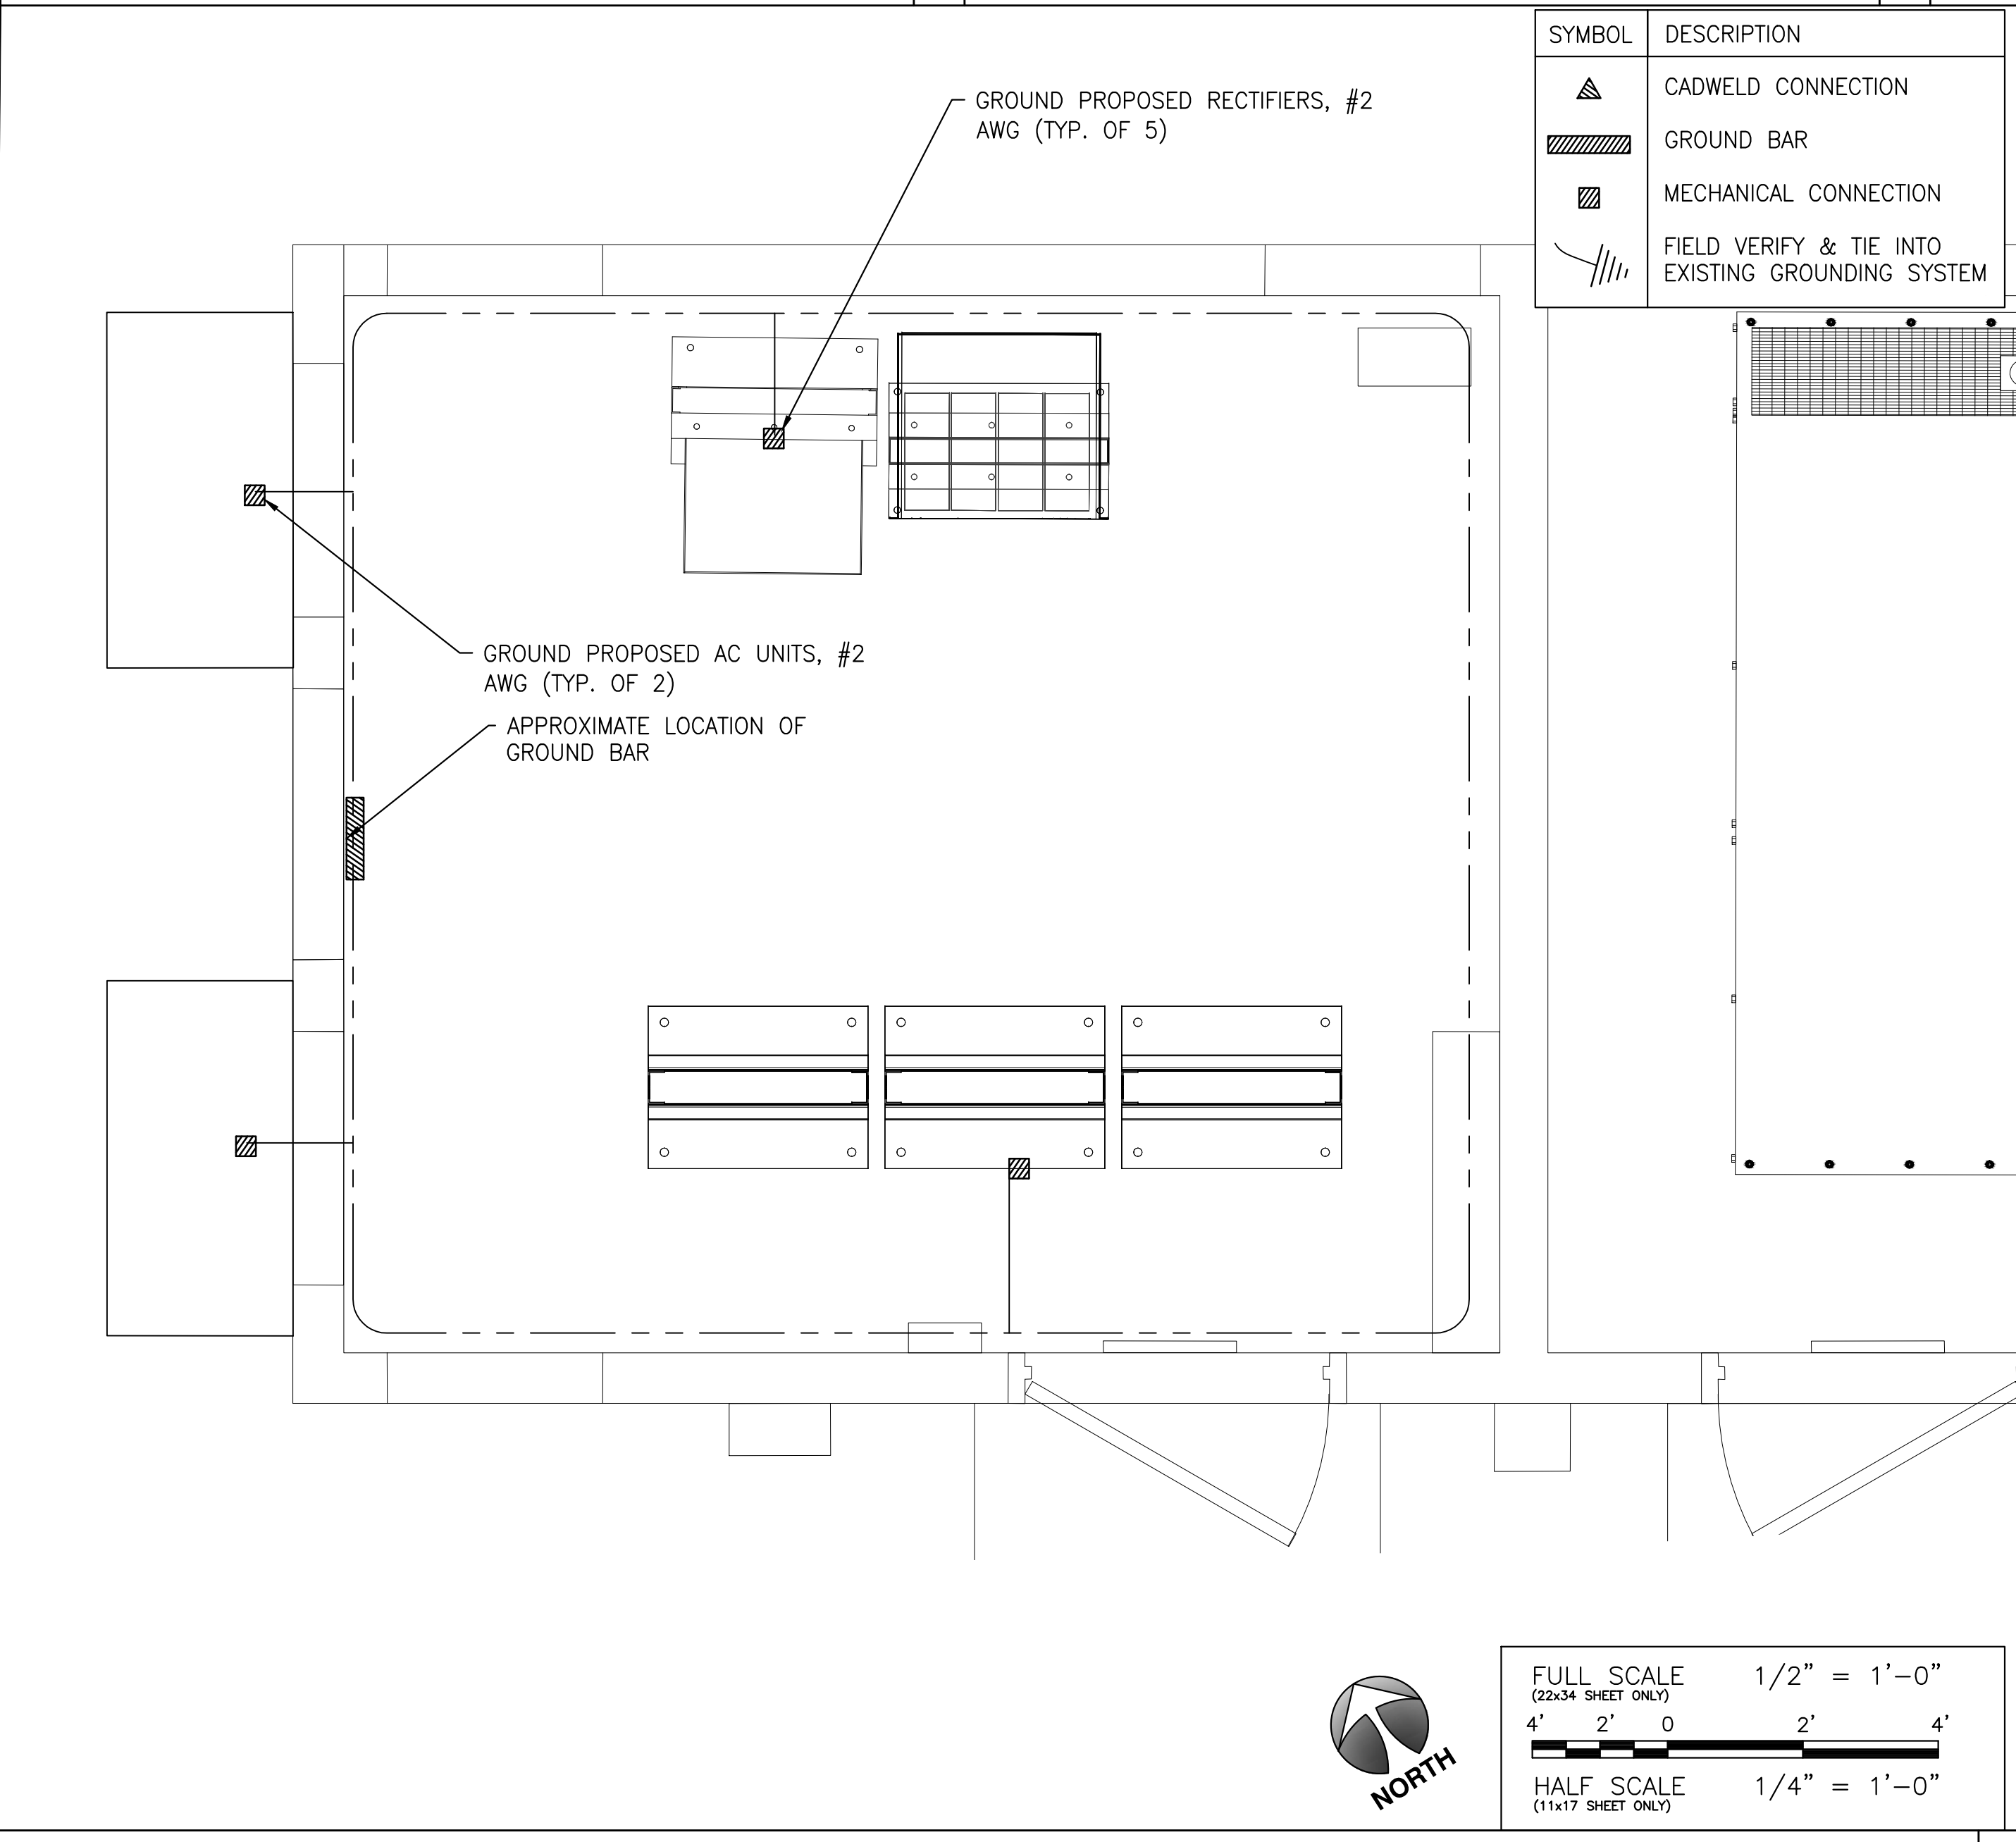 SYMBOL DESCRIPTION
CADWELD CONNECTION
GROUND BAR
MECHANICAL CONNECTION
FIELD VERIFY & TIE INTO
EXISTING GROUNDING SYSTEM
GROUND PROPOSED RECTIFIERS, #2
AWG (TYP. OF 5)
GROUND PROPOSED AC UNITS, #2
AWG (TYP. OF 2)
APPROXIMATE LOCATION OF
GROUND BAR
NORTH
FULL SCALE 1/2" = 1'-0"
(22x34 SHEET ONLY)
4' 2' 0 2' 4'
HALF SCALE 1/4" = 1'-0"
(11x17 SHEET ONLY)